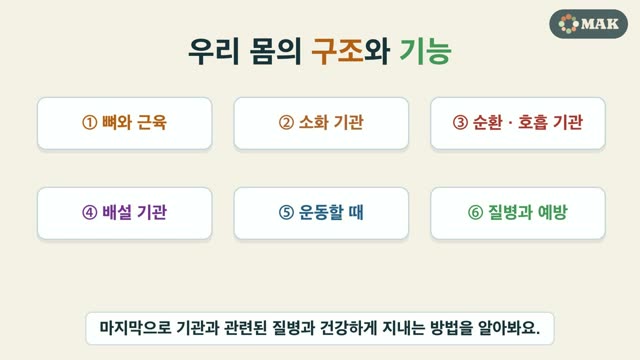 MAK
우리 몸의 구조와 기능
① 뼈와 근육
② 소화 기관
③ 순환 · 호흡 기관
④ 배설 기관
⑤ 운동할 때
⑥ 질병과 예방
마지막으로 기관과 관련된 질병과 건강하게 지내는 방법을 알아봐요.